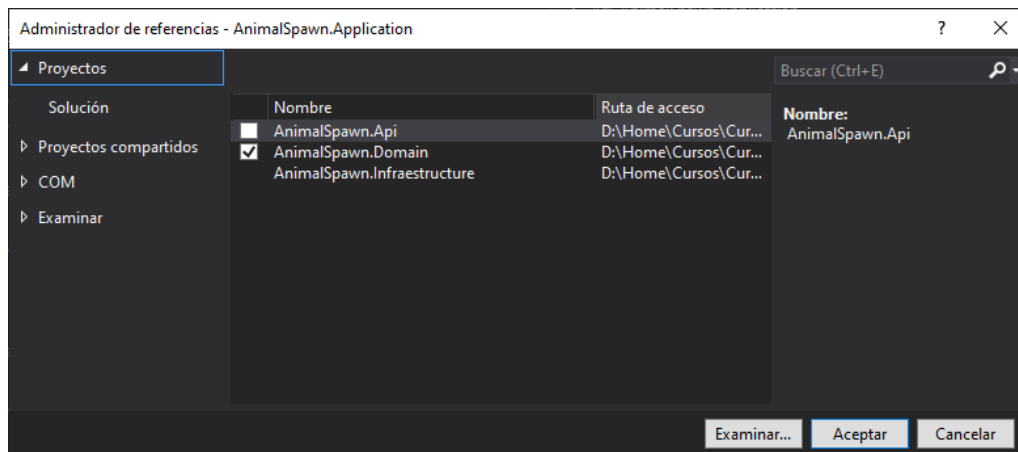 Administrador de referencias - AnimalSpawn.Application
Proyectos
Buscar (Ctrl+E)
Solución
Nombre Ruta de acceso
AnimalSpawn.Api D:\Home\Cursos\Cur...
AnimalSpawn.Domain D:\Home\Cursos\Cur...
AnimalSpawn.Infraestructure D:\Home\Cursos\Cur...
Proyectos compartidos
COM
Examinar
Nombre:
AnimalSpawn.Api
Examinar... Aceptar Cancelar